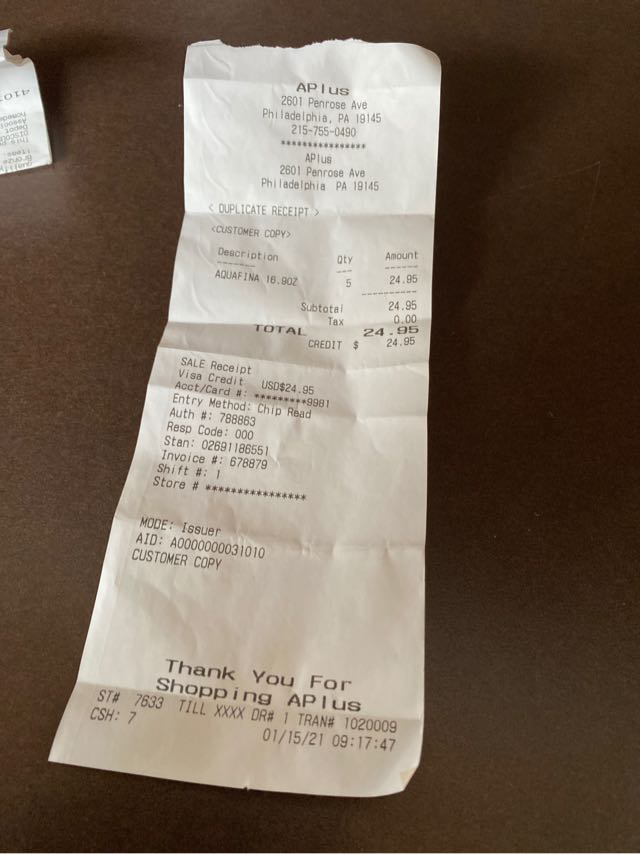 APlus
2601 Penrose Ave
Philadelphia, PA 19145
215-755-0490
****************
APlus
2601 Penrose Ave
Philadelphia PA 19145
< DUPLICATE RECEIPT >
<CUSTOMER COPY>
Description Qty Amount
AQUAFINA 16.9OZ 5 24.95
Subtotal 24.95
Tax 0.00
TOTAL 24.95
CREDIT $ 24.95
SALE Receipt
Visa Credit USD$24.95
Acct/Card #: *********9981
Entry Method: Chip Read
Auth #: 788863
Resp Code: 000
Stan: 02691186551
Invoice #: 678879
Shift #: 1
Store # ****************
MODE: Issuer
AID: A0000000031010
CUSTOMER COPY
Thank You For
Shopping APlus
ST# 7633 TILL XXXX DR# 1 TRAN# 1020009
CSH: 7
01/15/21 09:17:47